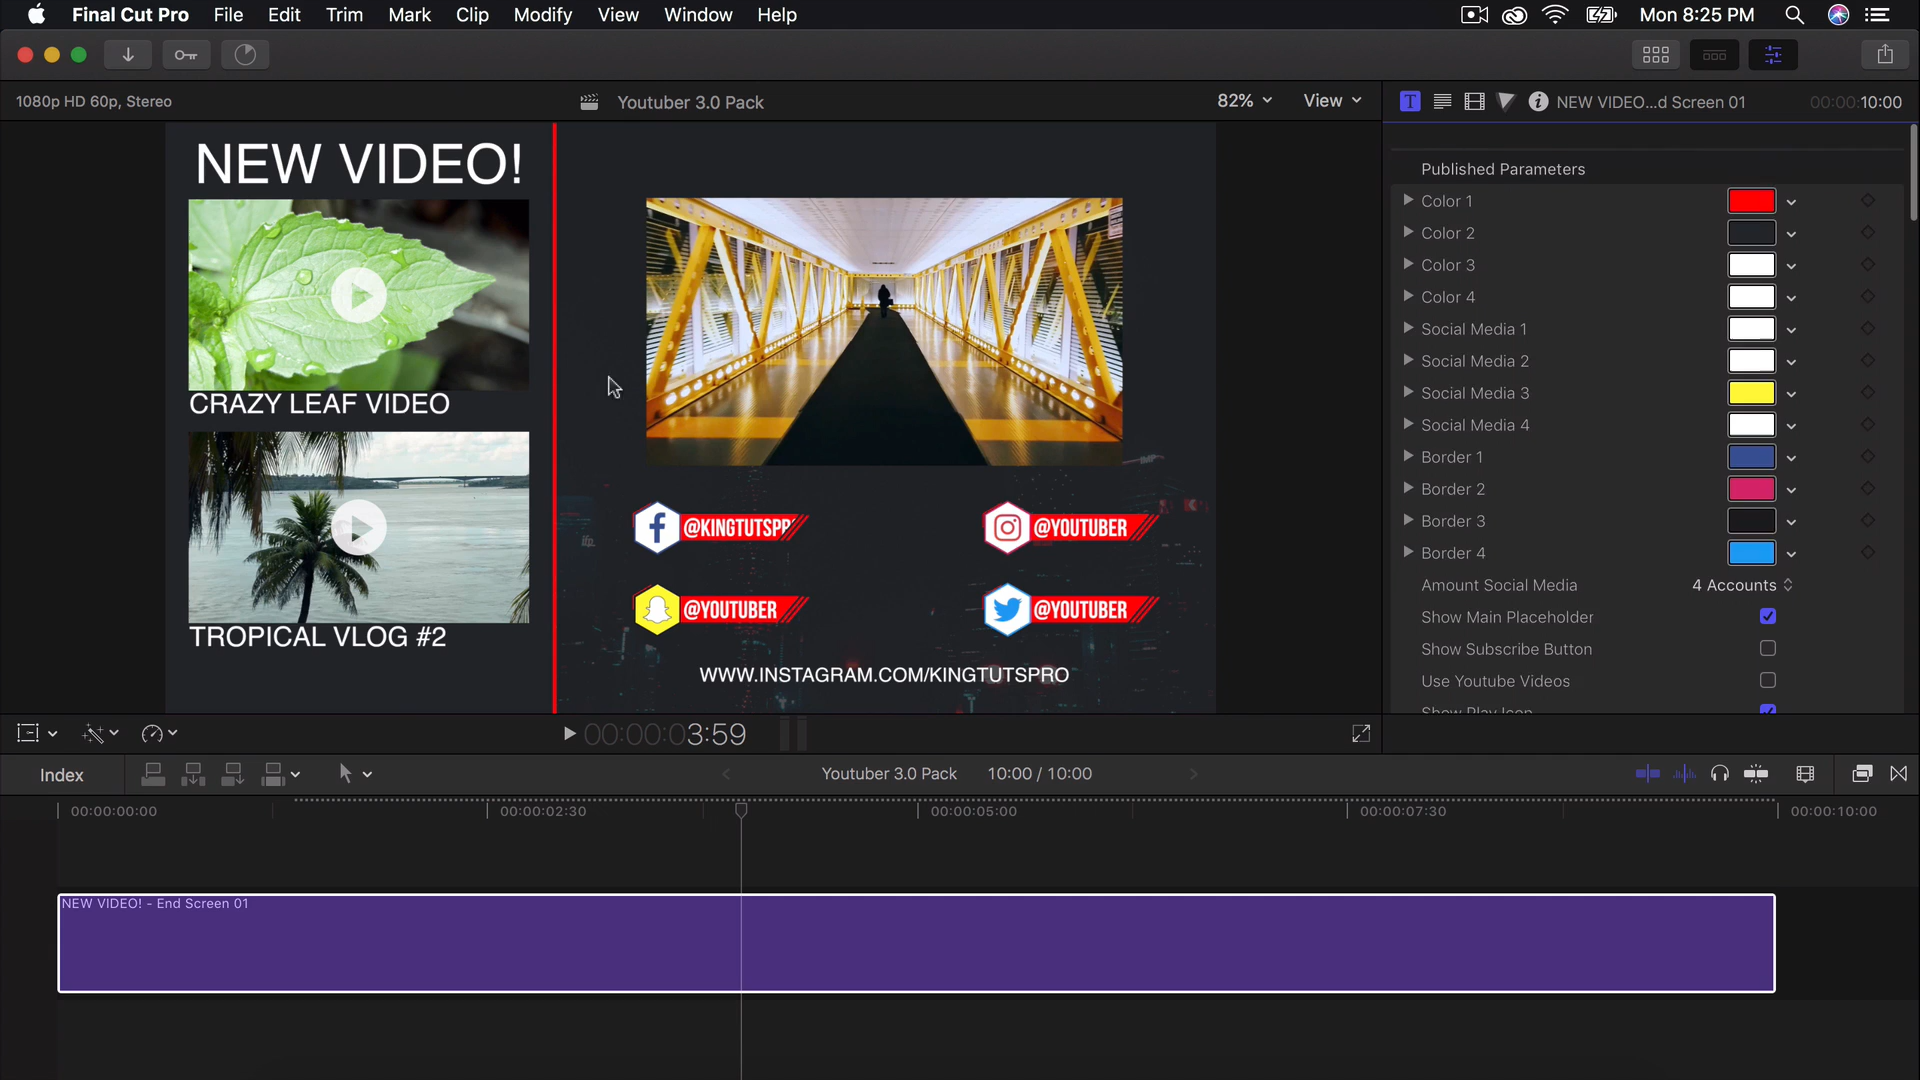 Final Cut Pro File Edit Trim Mark Clip Modify View Window Help Mon 8:25 PM
1080p HD 60p, Stereo
Youtuber 3.0 Pack
82% View
T NEW VIDEO...d Screen 01 00:00:00:10:00
NEW VIDEO!
CRAZY LEAF VIDEO
TROPICAL VLOG #2
@KINGTUTSPR
@YOUTUBER
@YOUTUBER
@YOUTUBER
WWW.INSTAGRAM.COM/KINGTUTSPRO
Published Parameters
Color 1
Color 2
Color 3
Color 4
Social Media 1
Social Media 2
Social Media 3
Social Media 4
Border 1
Border 2
Border 3
Border 4
Amount Social Media 4 Accounts
Show Main Placeholder
Show Subscribe Button
Use Youtube Videos
Show Play Icon
00:00:03:59
Index
Youtuber 3.0 Pack 10:00 / 10:00
00:00:00:00 00:00:02:30 00:00:05:00 00:00:07:30 00:00:10:00
NEW VIDEO! - End Screen 01